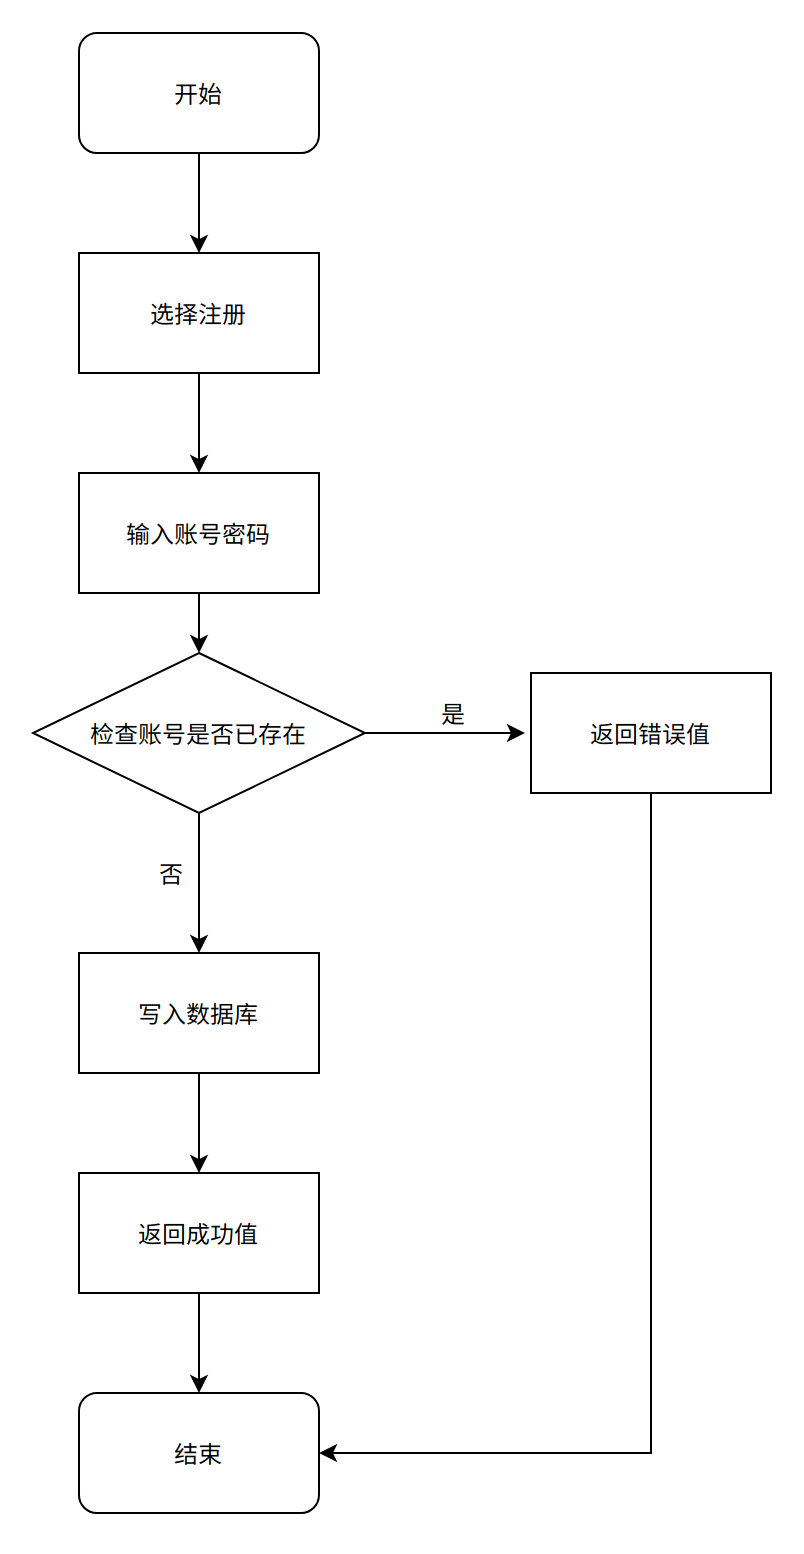 开始
选择注册
输入账号密码
检查账号是否已存在
是
返回错误值
否
写入数据库
返回成功值
结束